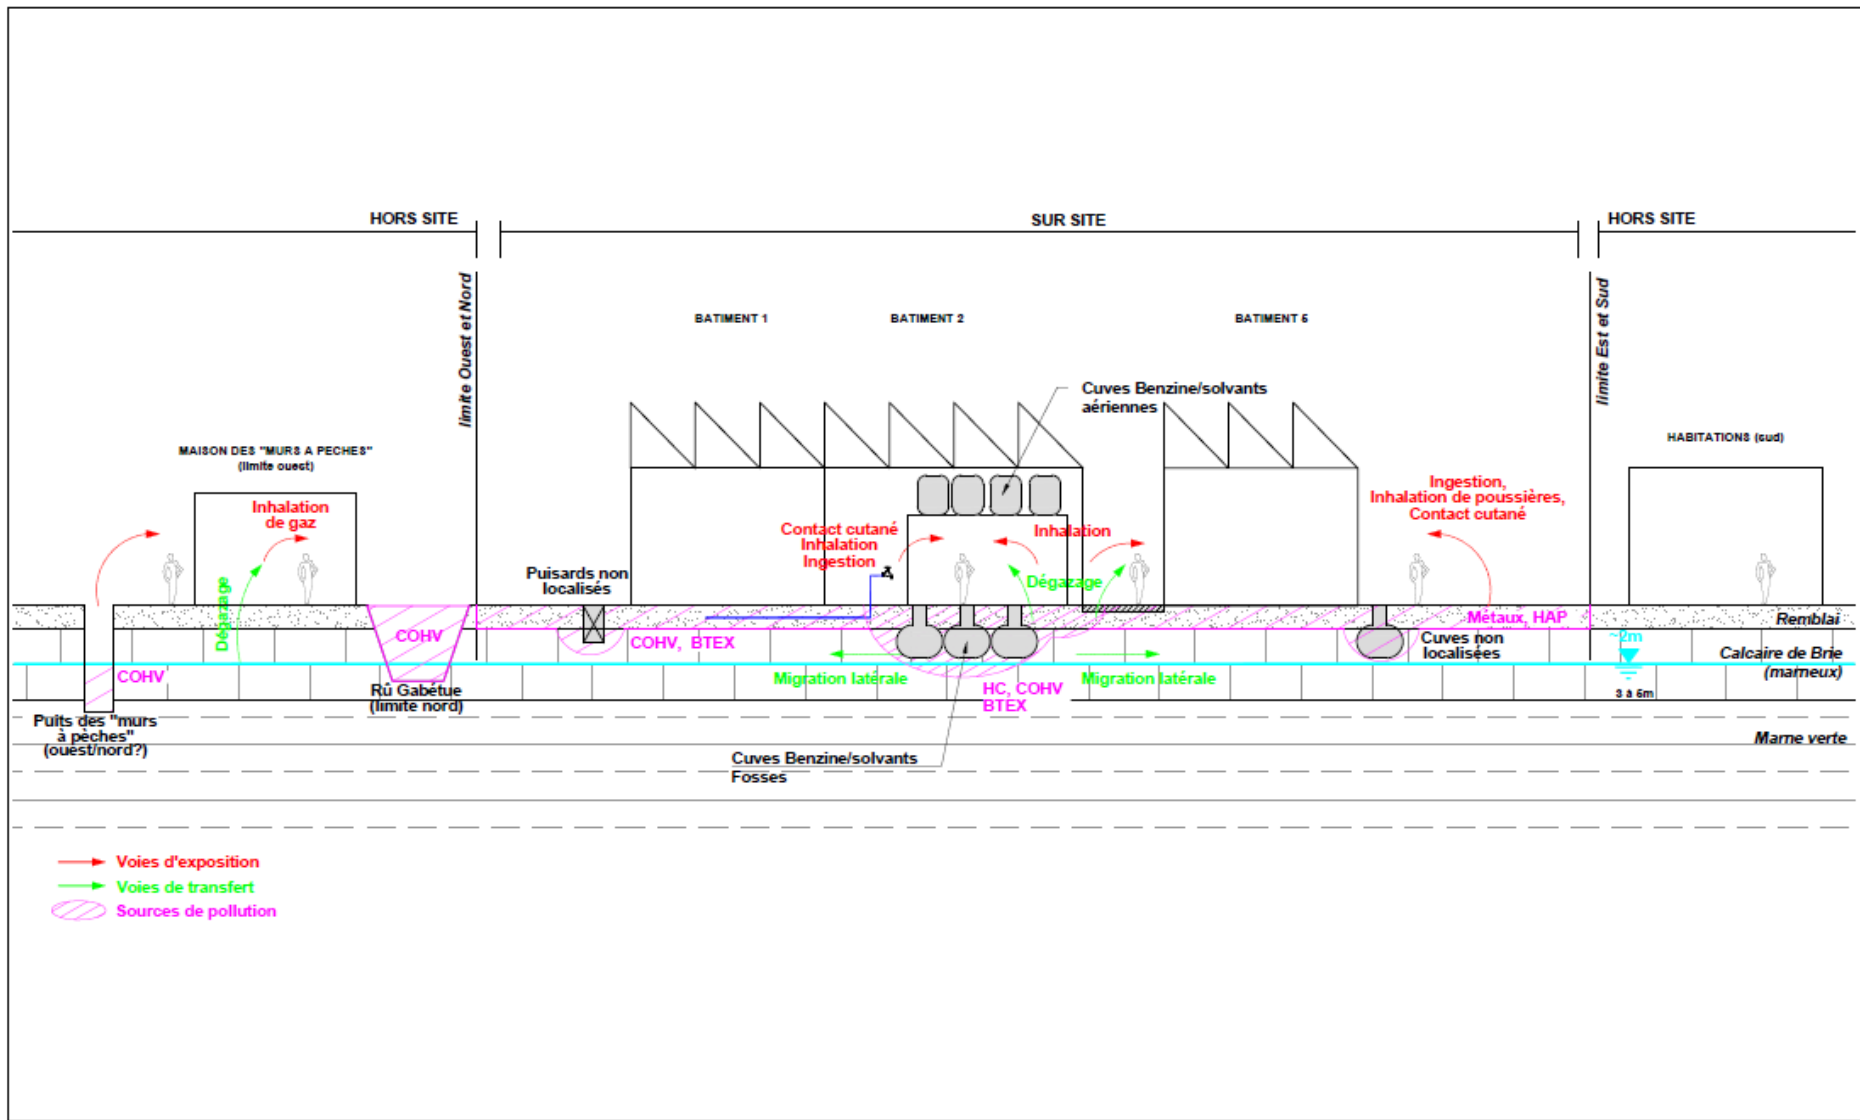 HORS SITE
SUR SITE
HORS SITE
limite Ouest et Nord
limite Est et Sud
BATIMENT 1
BATIMENT 2
BATIMENT 5
Cuves Benzine/solvants
aériennes
MAISON DES "MURS A PECHES"
(limite ouest)
HABITATIONS (sud)
Inhalation
de gaz
Contact cutané
Inhalation
Ingestion
Inhalation
Ingestion,
Inhalation de poussières,
Contact cutané
Puisards non
localisés
Dégazage
Dégazage
COHV
COHV, BTEX
Métaux, HAP
Remblai
Cuves non
localisées
~2m
Calcaire de Brie
(marneux)
COHV
Migration latérale
Migration latérale
HC, COHV
BTEX
Rû Gabétue
(limite nord)
3 à 5m
Puits des "murs
à pèches"
(ouest/nord?)
Marne verte
Cuves Benzine/solvants
Fosses
Voies d'exposition
Voies de transfert
Sources de pollution